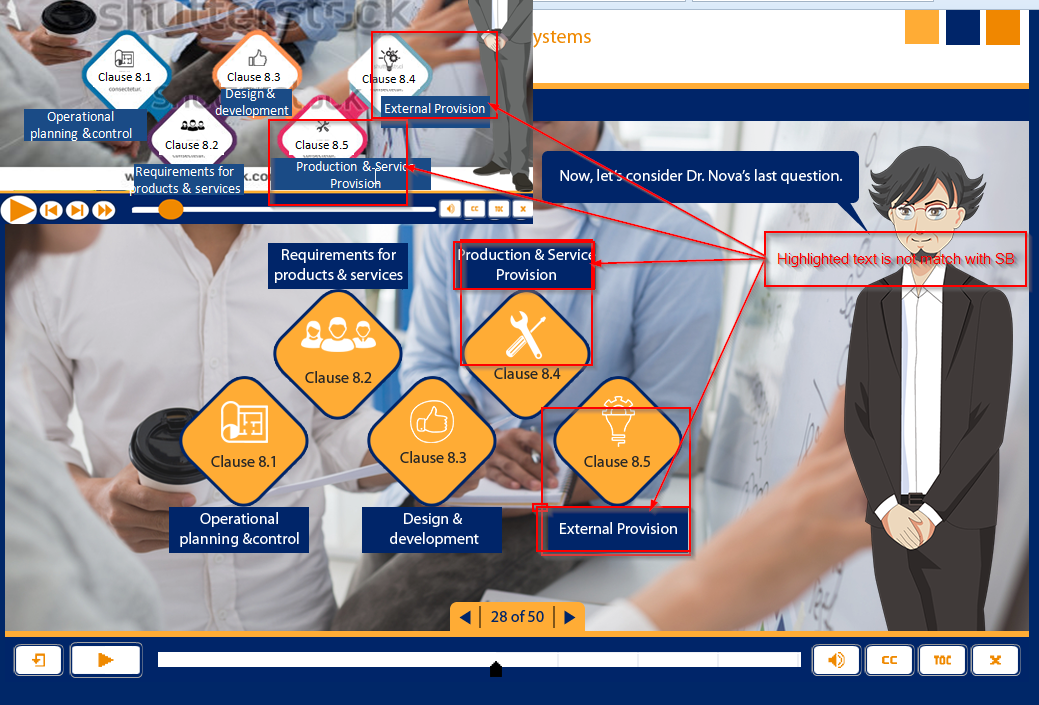 shutterstock
ystems
Clause 8.1
consectetur.
Clause 8.3
Clause 8.4
Operational
planning &control
Design &
development
External Provision
Clause 8.2
Clause 8.5
Requirements for
products & services
Production & Service
Provision
CC
TOC
x
Now, let's consider Dr. Nova's last question.
Highlighted text is not match with SB
Requirements for
products & services
Production & Service
Provision
Clause 8.2
Clause 8.4
Clause 8.1
Clause 8.3
Clause 8.5
Operational
planning &control
Design &
development
External Provision
28 of 50
CC
TOC
x